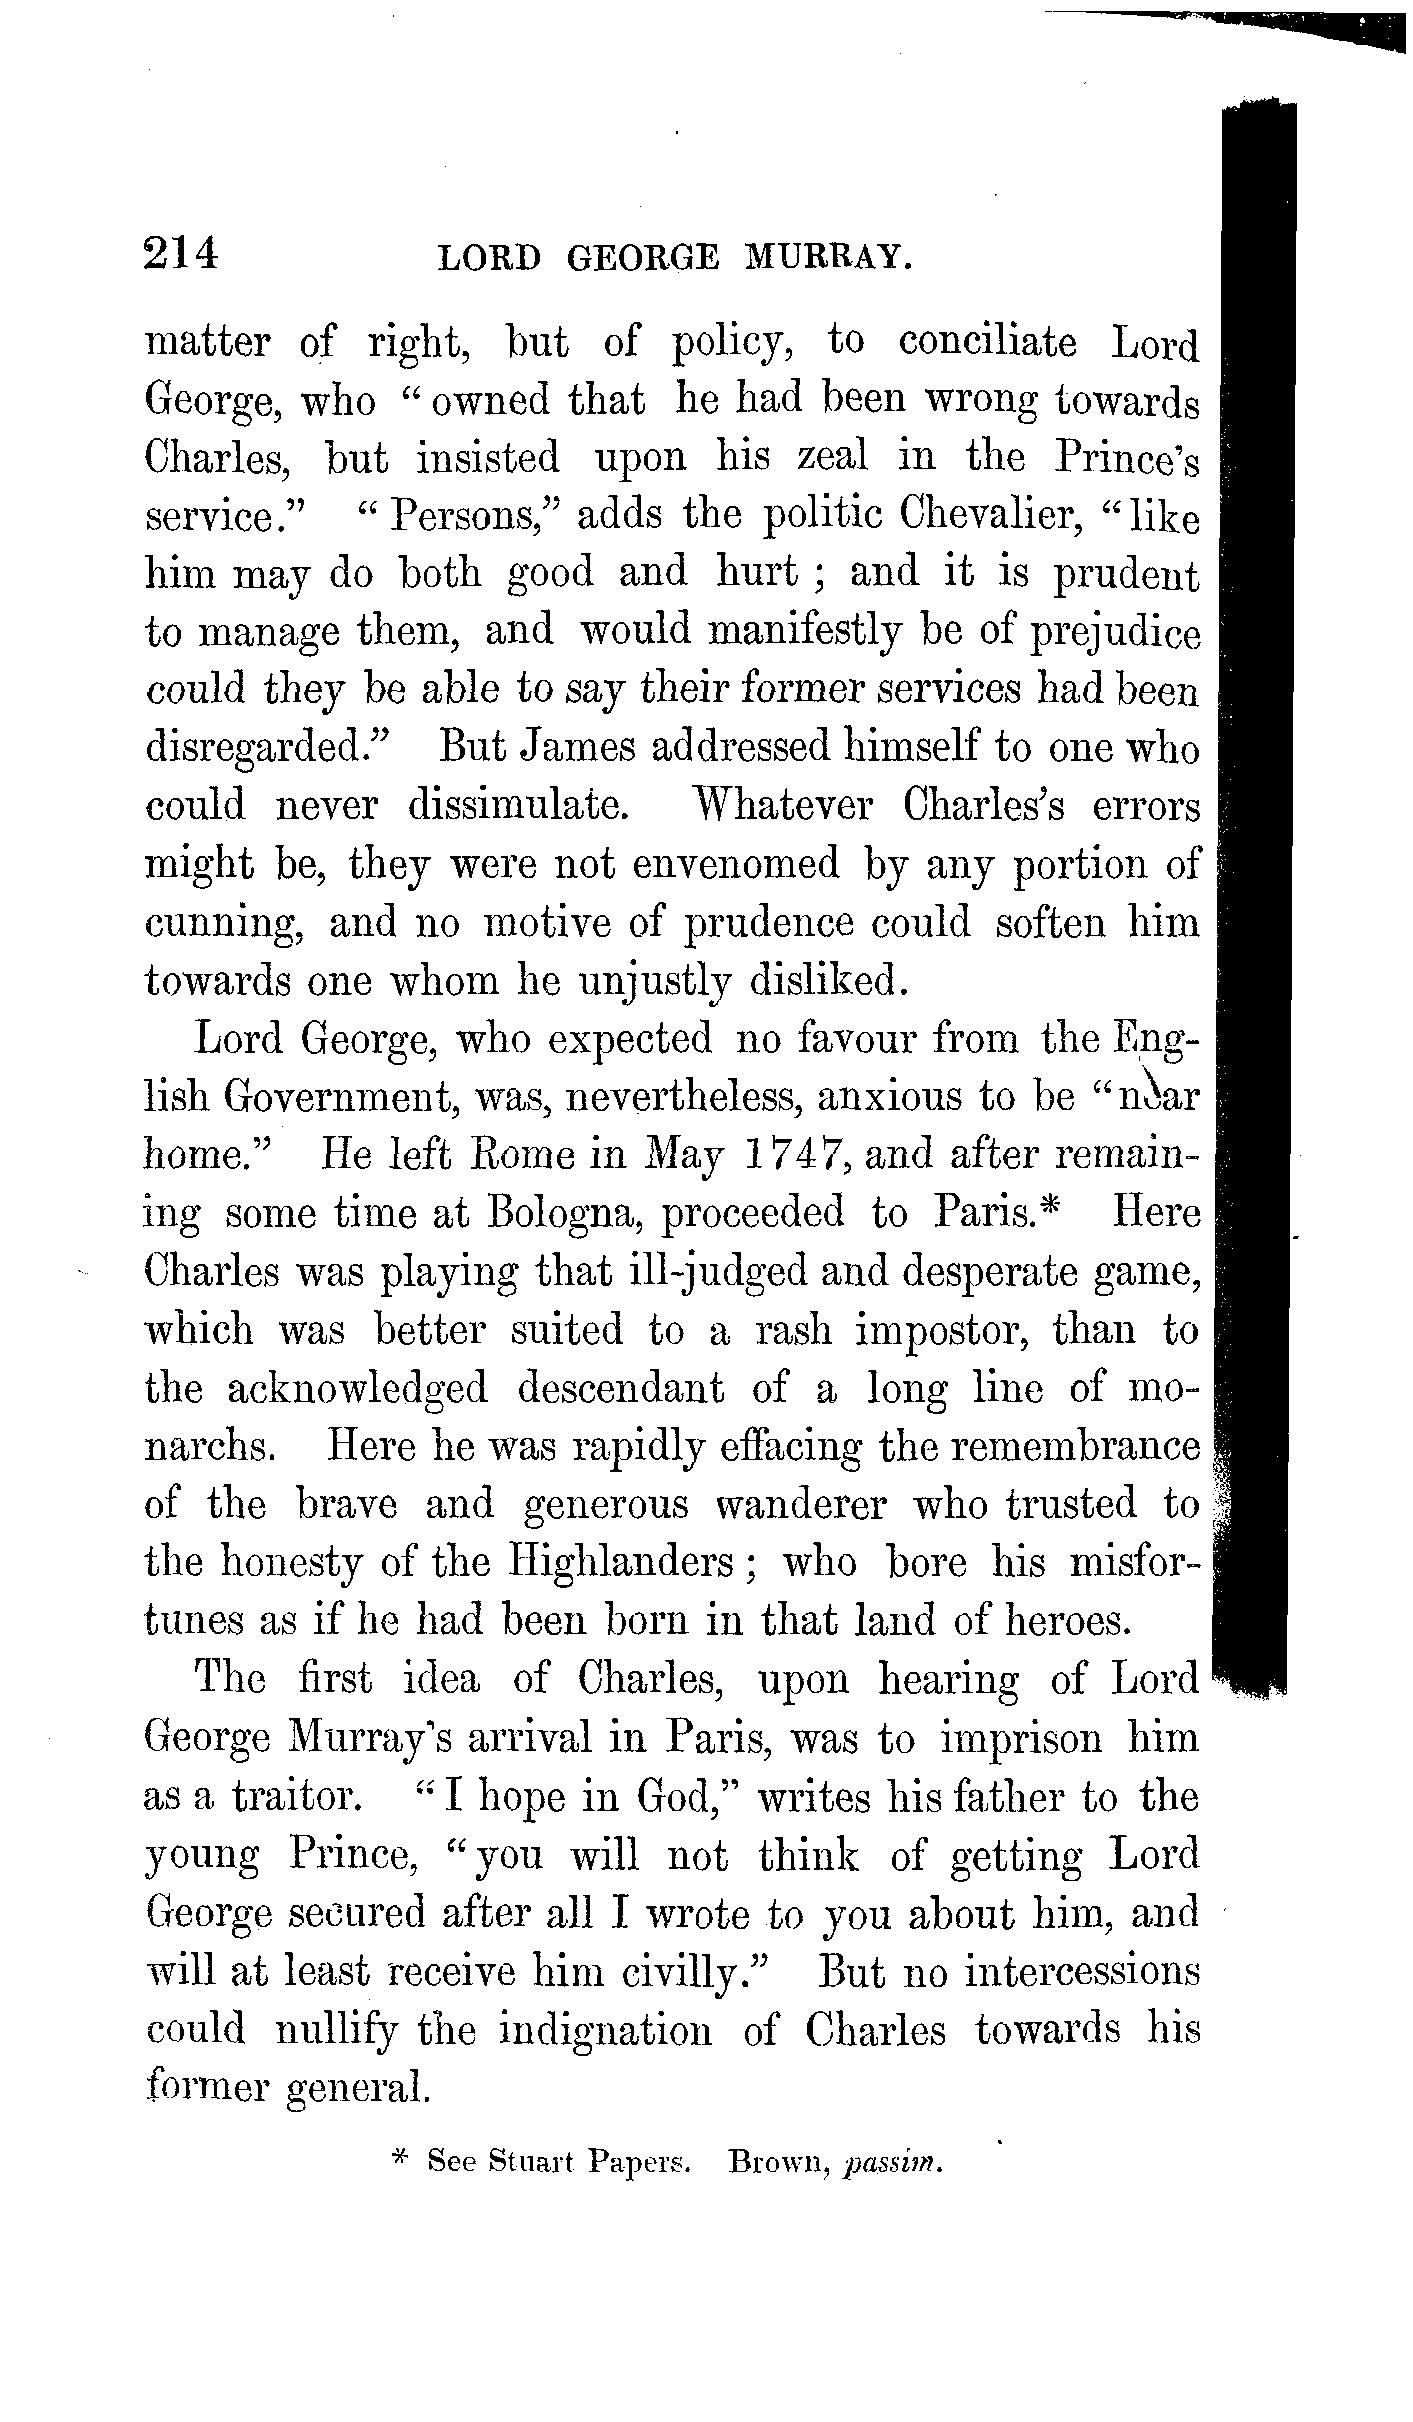 214 LORD GEORGE MURRAY.
matter of right, but of policy, to conciliate Lord
George, who " owned that he had been wrong towards
Charles, but insisted upon his zeal in the Prince's
service." " Persons," adds the politic Chevalier, "like
him may do both good and hurt ; and it is prudent
to manage them, and would manifestly be of prejudice
could they be able to say their former services had been
disregarded." But James addressed himself to one who
could never dissimulate. Whatever Charles's errors
might be, they were not envenomed by any portion of
cunning, and no motive of prudence could soften him
towards one whom he unjustly disliked.
Lord George, who expected no favour from the Eng-
lish Government, was, nevertheless, anxious to be "near
home." He left Rome in May 1747, and after remain-
ing some time at Bologna, proceeded to Paris.* Here
Charles was playing that ill-judged and desperate game,
which was better suited to a rash impostor, than to
the acknowledged descendant of a long line of mo-
narchs. Here he was rapidly effacing the remembrance
of the brave and generous wanderer who trusted to
the honesty of the Highlanders ; who bore his misfor-
tunes as if he had been born in that land of heroes.
The first idea of Charles, upon hearing of Lord
George Murray's arrival in Paris, was to imprison him
as a traitor. "I hope in God," writes his father to the
young Prince, "you will not think of getting Lord
George secured after all I wrote to you about him, and
will at least receive him civilly." But no intercessions
could nullify the indignation of Charles towards his
former general.
* See Stuart Papers. Brown, passim.